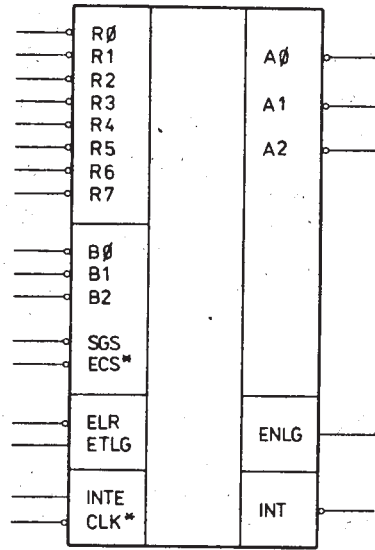 RØ
R1
R2
R3
R4
R5
R6
R7
BØ
B1
B2
SGS
ECS*
ELR
ETLG
INTE
CLK*
AØ
A1
A2
ENLG
INT